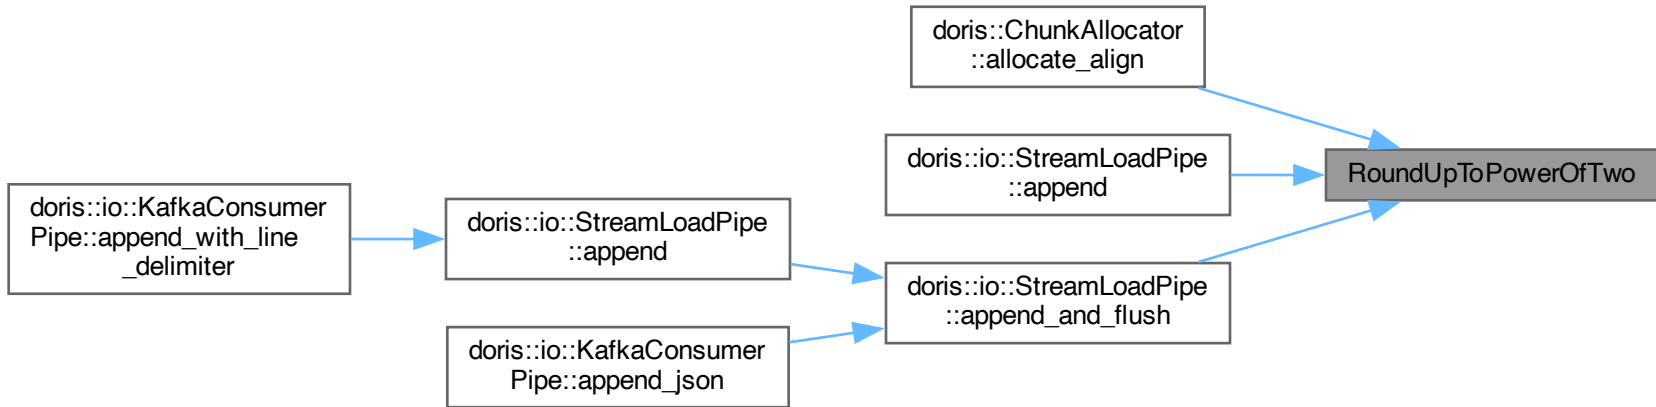 doris::ChunkAllocator
::allocate_align
doris::io::StreamLoadPipe
::append
RoundUpToPowerOfTwo
doris::io::KafkaConsumer
Pipe::append_with_line
_delimiter
doris::io::StreamLoadPipe
::append
doris::io::StreamLoadPipe
::append_and_flush
doris::io::KafkaConsumer
Pipe::append_json